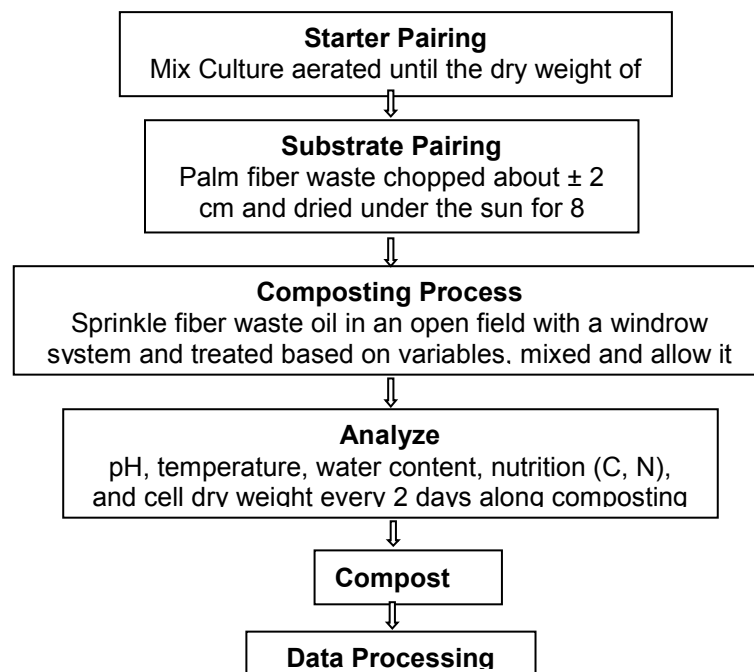 Starter Pairing
Mix Culture aerated until the dry weight of
Substrate Pairing
Palm fiber waste chopped about ± 2
cm and dried under the sun for 8
Composting Process
Sprinkle fiber waste oil in an open field with a windrow
system and treated based on variables, mixed and allow it
Analyze
pH, temperature, water content, nutrition (C, N),
and cell dry weight every 2 days along composting
Compost
Data Processing